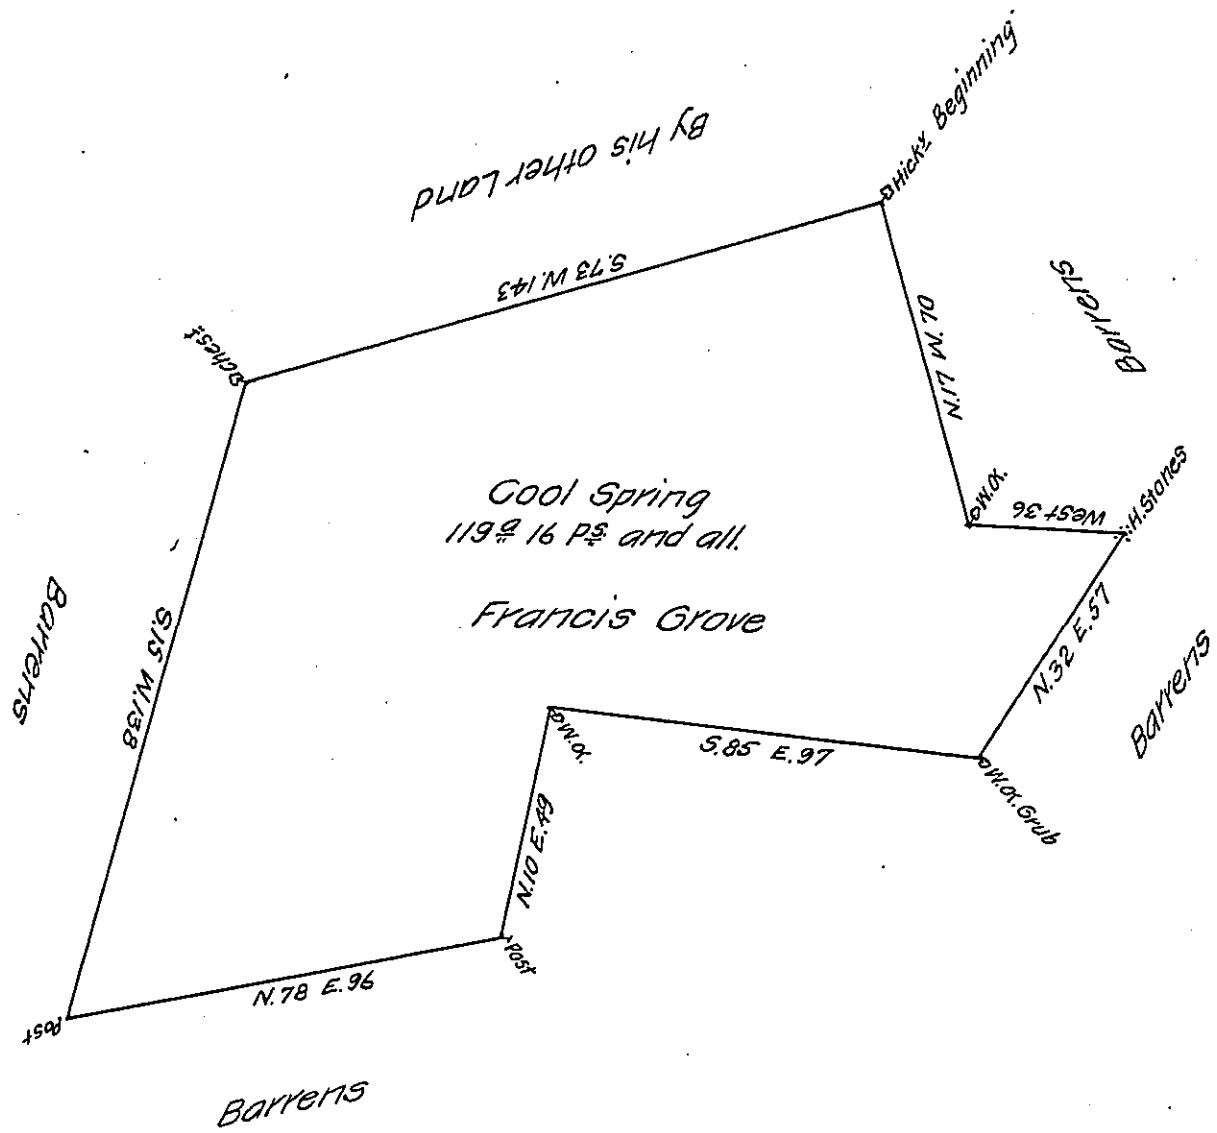 Hicky Beginning
By his other Land
S.73 W.143
Barrens
N.17 W.70
chest
W.O.
West 36
H.Stones
Cool Spring
119 a 16 ps and all.
Francis Grove
Barrens
S.15 W.138
N.32 E.57
Barrens
W.O.
S.85 E.97
W.O. Grub
N.10 E.49
Post
N.78 E.96
Post
Barrens